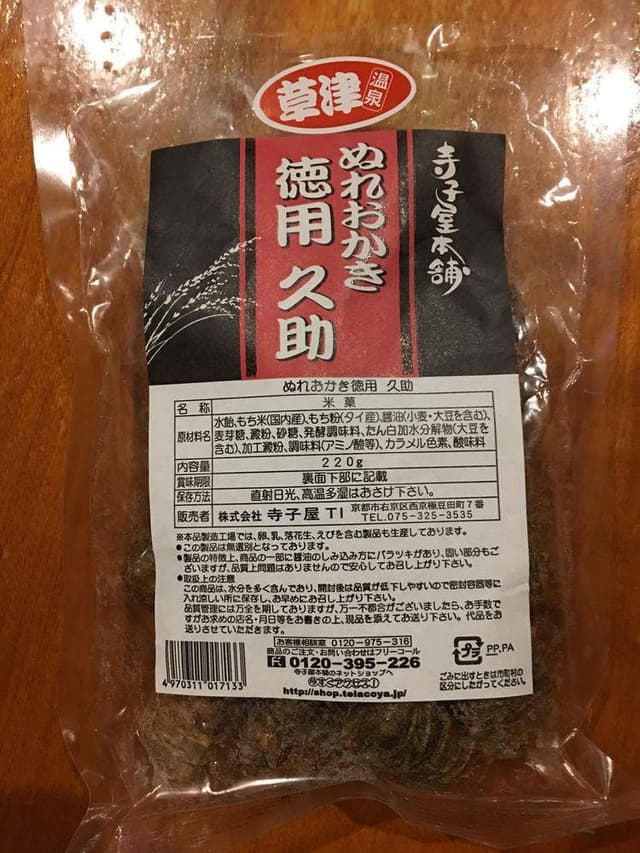 草津
温泉
寺子屋本舗
ぬれおかき
徳用 久助
ぬれおかき徳用 久助
名 称 米 菓
原材料名 水飴、もち米(国内産)、もち粉(タイ産)、醤油(小麦・大豆を含む)、
麦芽糖、澱粉、砂糖、発酵調味料、たん白加水分解物(大豆を
含む)、加工澱粉、調味料(アミノ酸等)、カラメル色素、酸味料
内容量 220g
賞味期限 裏面下部に記載
保存方法 直射日光、高温多湿はおさけ下さい。
販売者 株式会社 寺子屋TI 京都市右京区西京極豆田町7番
TEL.075-325-3535
※本品製造工場では、卵、乳、落花生、えびを含む製品も生産しております。
●この製品は無選別となっております。
●製品の特徴上、商品の一部に醤油のしみ込み方にバラツキがあり、固い部分もご
ざいますが、品質上問題はありませんので安心してお召し上がり下さい。
●取扱上の注意
この商品は、水分を多く含んであり、開封後は品質が低下しやすいので密封容器等に
入れ涼しい所に保存し、お早めにお召し上がり下さい。
品質管理には万全を期しておりますが、万一不都合がございましたら、お手数で
すがお求めの店名・月日等をお書きの上、現品を添えてお送り下さい。代品をお
送りさせていただきます。
お客様相談室 0120-975-316
商品のご注文・お問い合わせはフリーコール
0120-395-226
寺子屋本舗のネットショップへ
今すぐアクセス!
http://shop.telacoya.jp/
4970311017133
プラ
PP,PA
ごみに出すときは市町村の
区分にしたがってください。